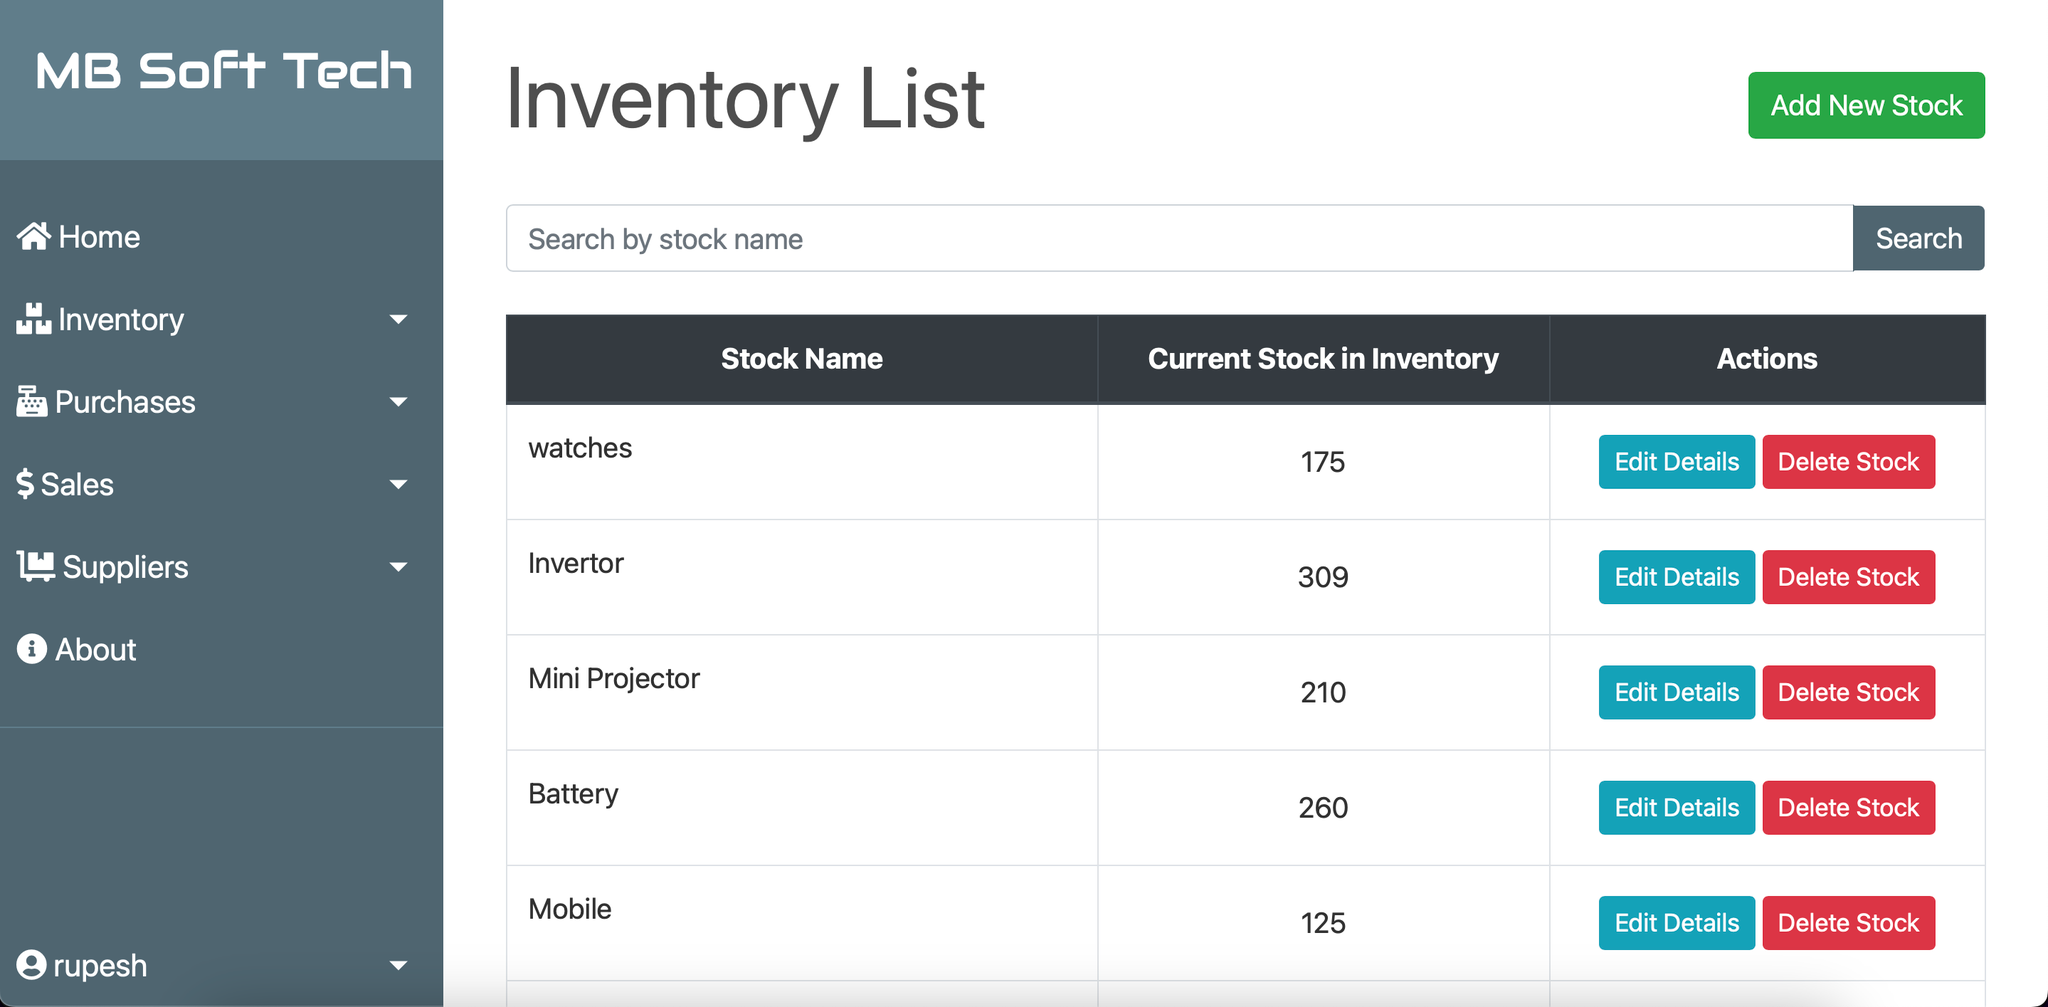 MB Soft Tech
Home
Inventory
Purchases
Sales
Suppliers
About
rupesh
Inventory List
Add New Stock
Search by stock name
Search
Stock Name Current Stock in Inventory Actions
watches 175 Edit Details Delete Stock
Invertor 309 Edit Details Delete Stock
Mini Projector 210 Edit Details Delete Stock
Battery 260 Edit Details Delete Stock
Mobile 125 Edit Details Delete Stock